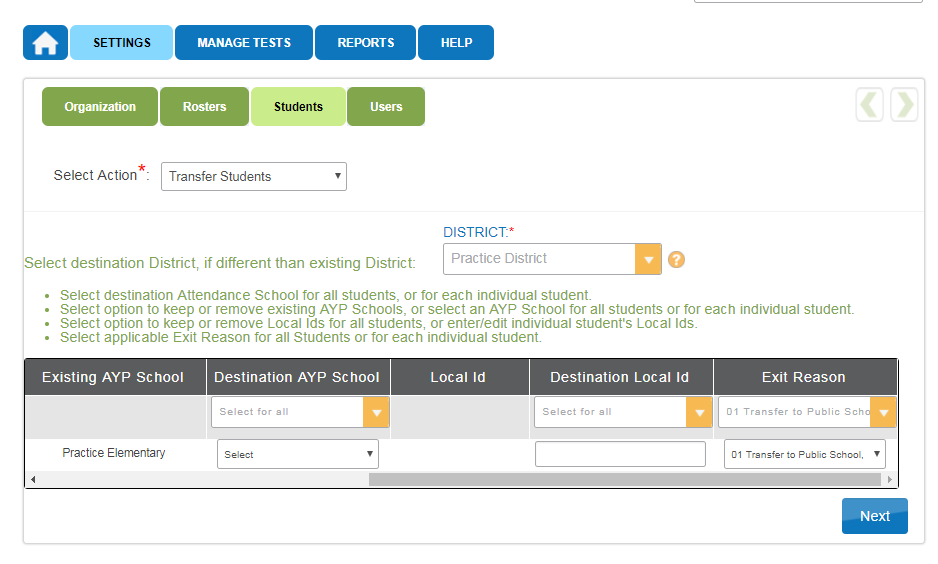 SETTINGS MANAGE TESTS REPORTS HELP
Organization Rosters Students Users
Select Action*: Transfer Students
DISTRICT:*
Select destination District, if different than existing District: Practice District ?
• Select destination Attendance School for all students, or for each individual student.
• Select option to keep or remove existing AYP Schools, or select an AYP School for all students or for each individual student.
• Select option to keep or remove Local Ids for all students, or enter/edit individual student's Local Ids.
• Select applicable Exit Reason for all Students or for each individual student.
Existing AYP School Destination AYP School Local Id Destination Local Id Exit Reason
Select for all Select for all 01 Transfer to Public Scho
Practice Elementary Select 01 Transfer to Public School,
Next